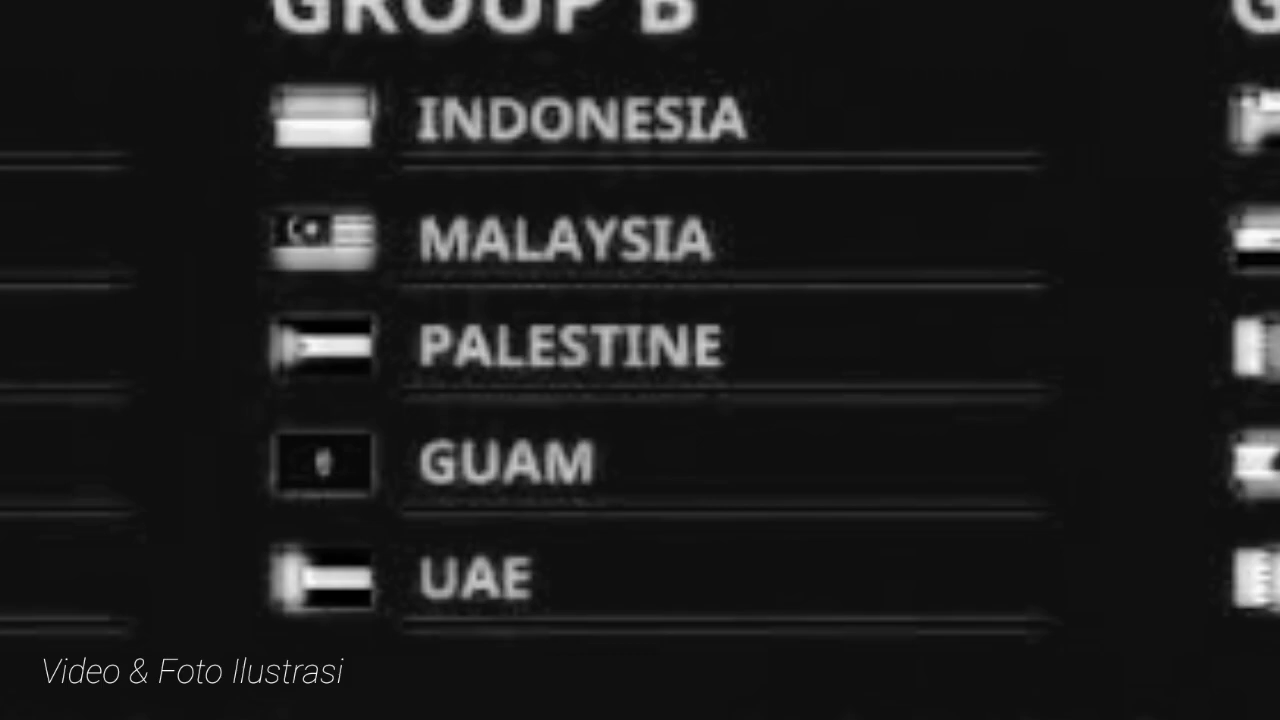 GROUP B
INDONESIA
MALAYSIA
PALESTINE
GUAM
UAE
Video & Foto Ilustrasi